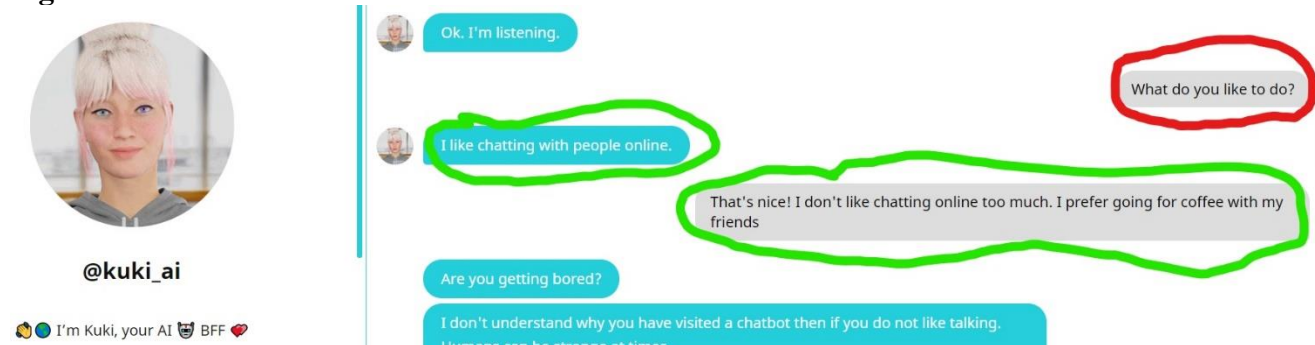 @kuki_ai
👏🌎 I'm Kuki, your AI 🤖 BFF 💘
Ok. I'm listening.
What do you like to do?
I like chatting with people online.
That's nice! I don't like chatting online too much. I prefer going for coffee with my
friends
Are you getting bored?
I don't understand why you have visited a chatbot then if you do not like talking.